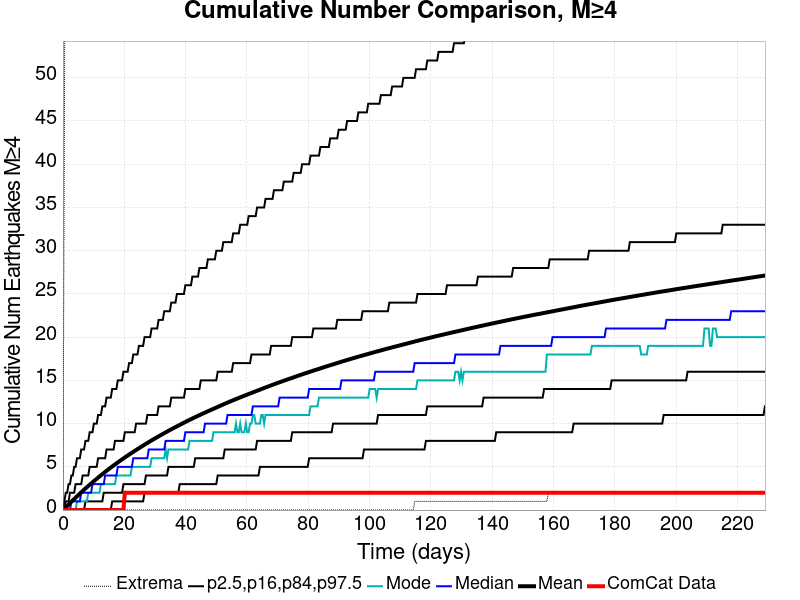 Cumulative Number Comparison, M≥4
Cumulative Num Earthquakes M≥4
50
45
40
35
30
25
20
15
10
5
0
0 20 40 60 80 100 120 140 160 180 200 220
Time (days)
Extrema p2.5,p16,p84,p97.5 Mode Median Mean ComCat Data